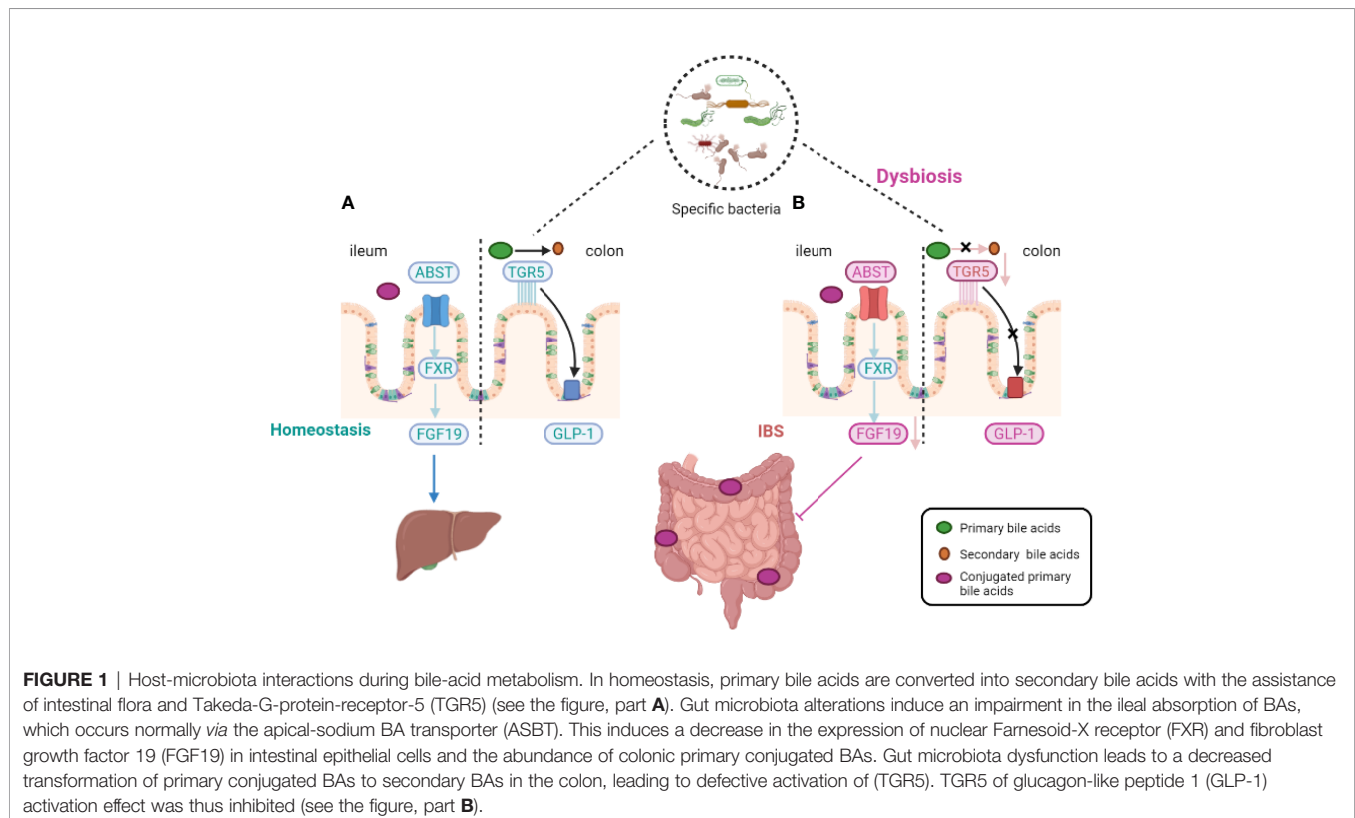 Specific bacteria
Dysbiosis
A
ileum
colon
ABST
TGR5
FXR
Homeostasis
FGF19
GLP-1
B
ileum
colon
ABST
TGR5
FXR
IBS
FGF19
GLP-1
Primary bile acids
Secondary bile acids
Conjugated primary
bile acids
FIGURE 1 | Host-microbiota interactions during bile-acid metabolism. In homeostasis, primary bile acids are converted into secondary bile acids with the assistance
of intestinal flora and Takeda-G-protein-receptor-5 (TGR5) (see the figure, part A). Gut microbiota alterations induce an impairment in the ileal absorption of BAs,
which occurs normally via the apical-sodium BA transporter (ASBT). This induces a decrease in the expression of nuclear Farnesoid-X receptor (FXR) and fibroblast
growth factor 19 (FGF19) in intestinal epithelial cells and the abundance of colonic primary conjugated BAs. Gut microbiota dysfunction leads to a decreased
transformation of primary conjugated BAs to secondary BAs in the colon, leading to defective activation of (TGR5). TGR5 of glucagon-like peptide 1 (GLP-1)
activation effect was thus inhibited (see the figure, part B).